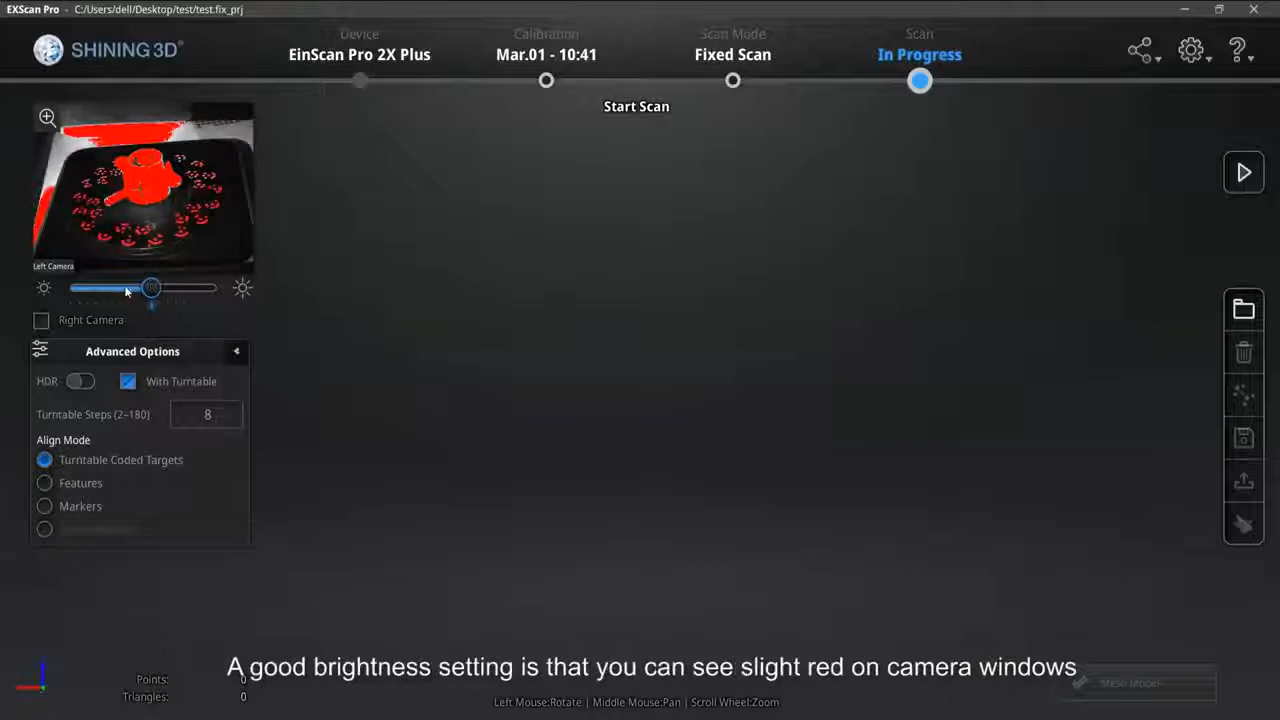 EXScan Pro - C:/Users/dell/Desktop/test/test.fix_prj
SHINING 3D®
Device
EinScan Pro 2X Plus
Calibration
Mar.01 - 10:41
Scan Mode
Fixed Scan
Scan
In Progress
Start Scan
Left Camera
Right Camera
Advanced Options
HDR
With Turntable
Turntable Steps (2~180)
8
Align Mode
Turntable Coded Targets
Features
Markers
A good brightness setting is that you can see slight red on camera windows
Points: 0
Triangles: 0
Mesh Model
Left Mouse:Rotate | Middle Mouse:Pan | Scroll Wheel:Zoom